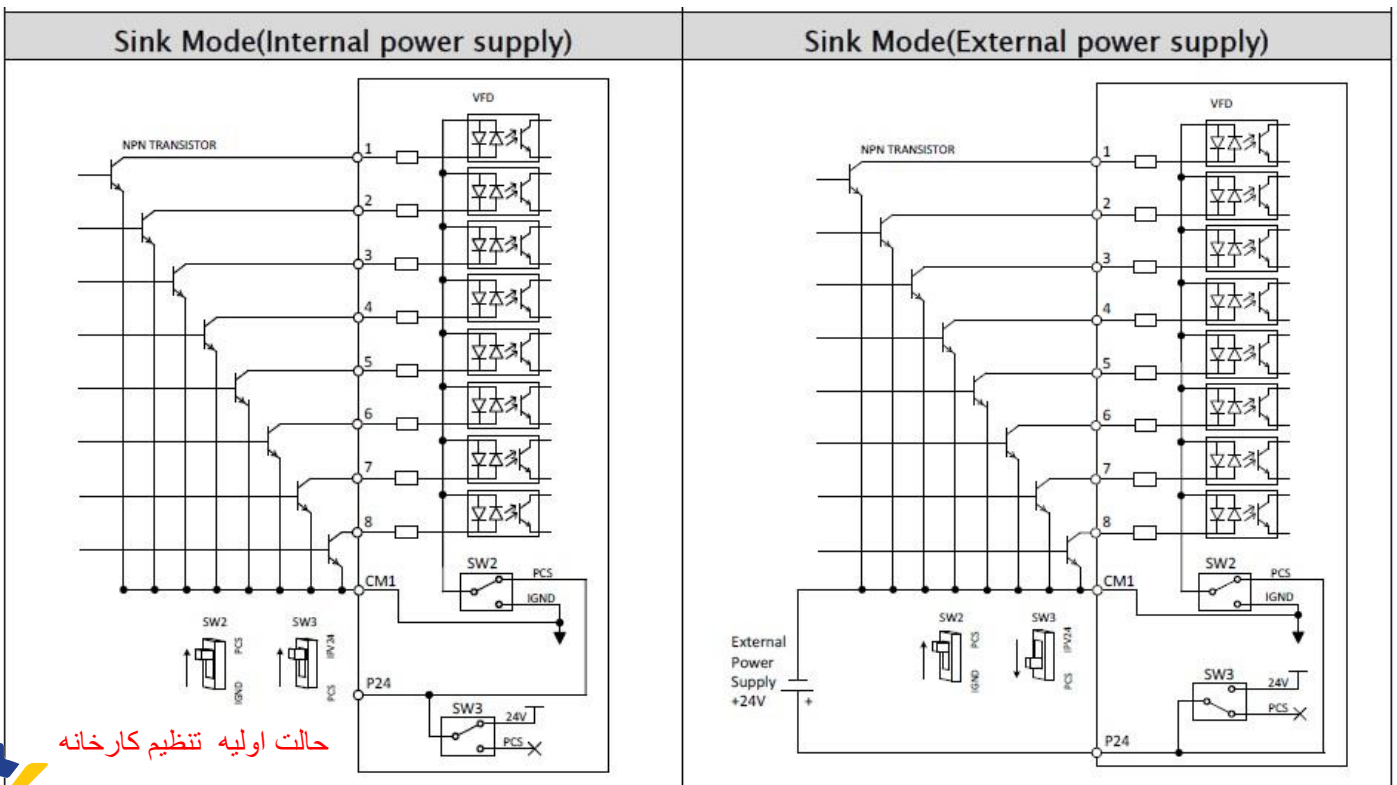 Sink Mode(Internal power supply)
VFD
NPN TRANSISTOR
1
2
3
4
5
6
7
8
SW2
PCS
IGND
CM1
SW2
PCS
IGND
SW3
IPV24
PCS
P24
SW3
24V
PCS
حالت اولیه تنظیم کارخانه
Sink Mode(External power supply)
VFD
NPN TRANSISTOR
1
2
3
4
5
6
7
8
SW2
PCS
IGND
CM1
SW2
PCS
IGND
SW3
IPV24
PCS
External
Power
Supply
+24V
+
SW3
24V
PCS
P24